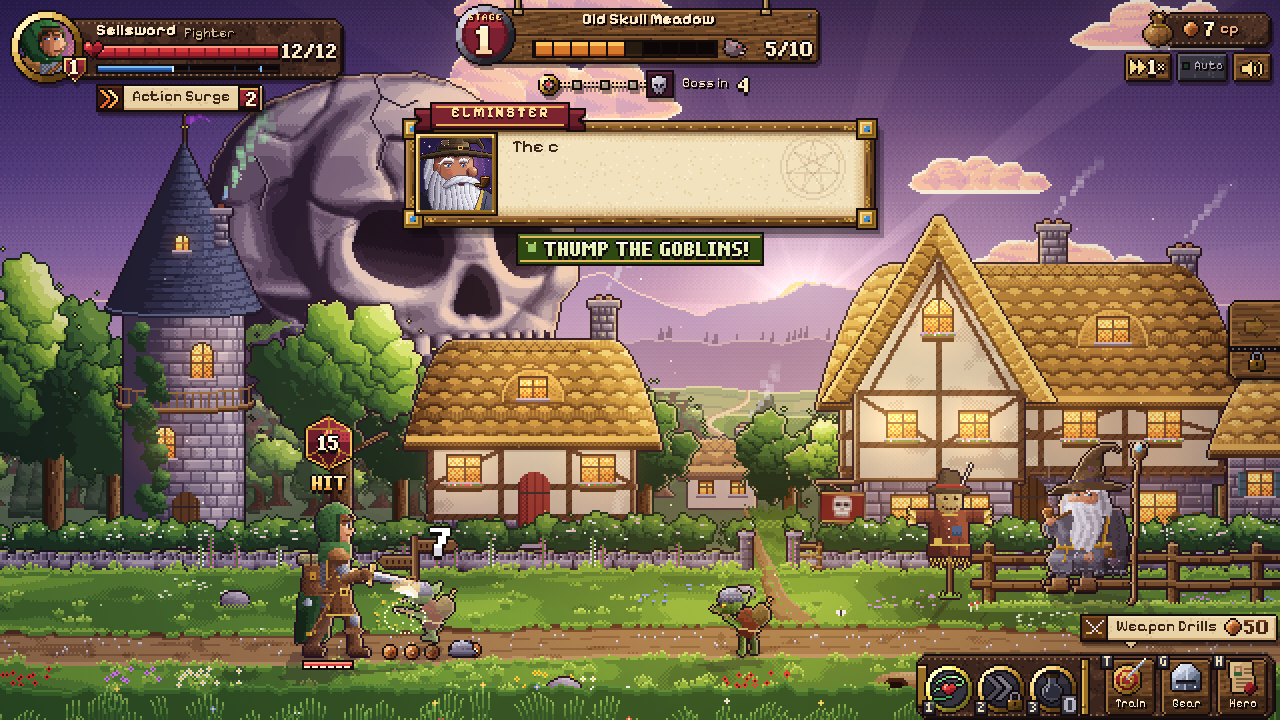 Sellsword Fighter
12/12
1
Action Surge 2
STAGE
1
Old Skull Meadow
5/10
Boss in 4
7 cp
1x
Auto
ELMINSTER
The c
THUMP THE GOBLINS!
15
HIT
7
Weapon Drills 50
1
2
3
0
T
Train
G
Gear
H
Hero